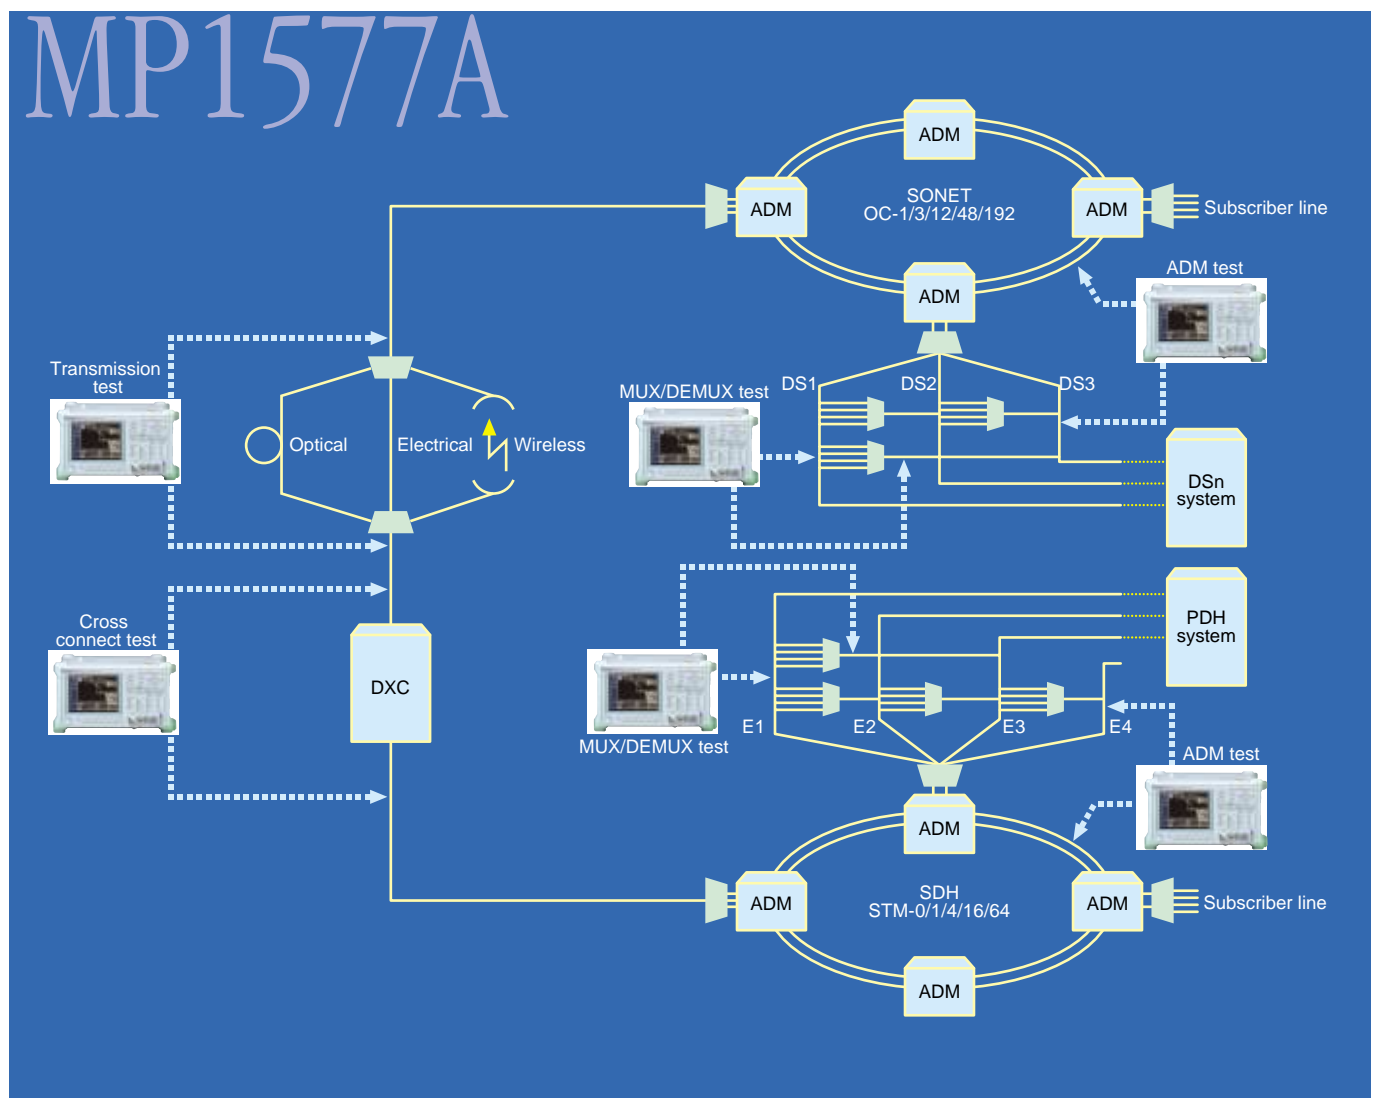 MP1577A
ADM
ADM
SONET
OC-1/3/12/48/192
ADM
Subscriber line
ADM
ADM test
Transmission
test
MUX/DEMUX test
DS1
DS2
DS3
Optical
Electrical
Wireless
DSn
system
Cross
connect test
DXC
PDH
system
MUX/DEMUX test
E1
E2
E3
E4
ADM test
ADM
ADM
SDH
STM-0/1/4/16/64
ADM
Subscriber line
ADM